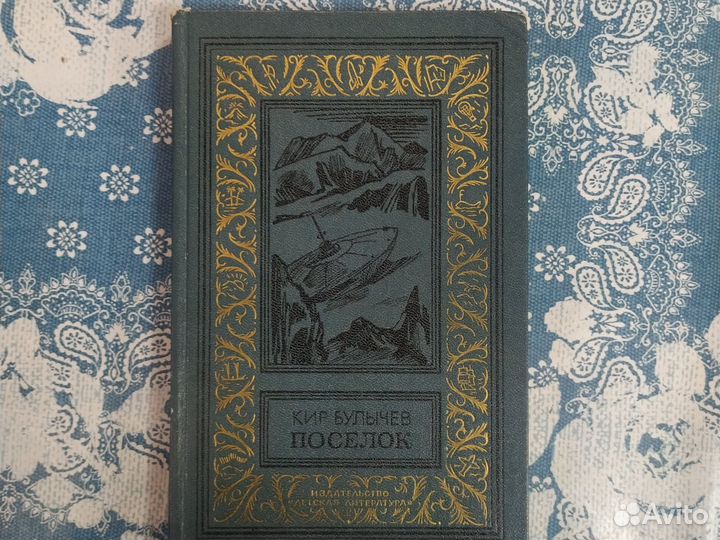 КИР БУЛЫЧЕВ
ПОСЕЛОК
ИЗДАТЕЛЬСТВО
«ДЕТСКАЯ ЛИТЕРАТУРА»
Avito